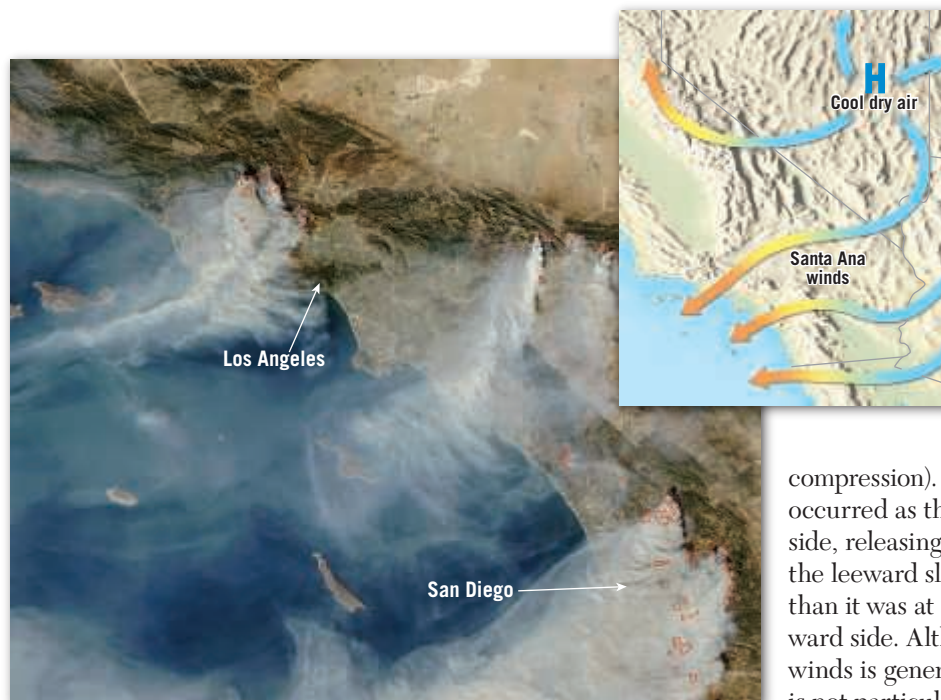 H
Cool dry air
Santa Ana
winds
Los Angeles
San Diego
compression).
occurred as th
side, releasing
the leeward sl
than it was at
ward side. Alt
winds is gener